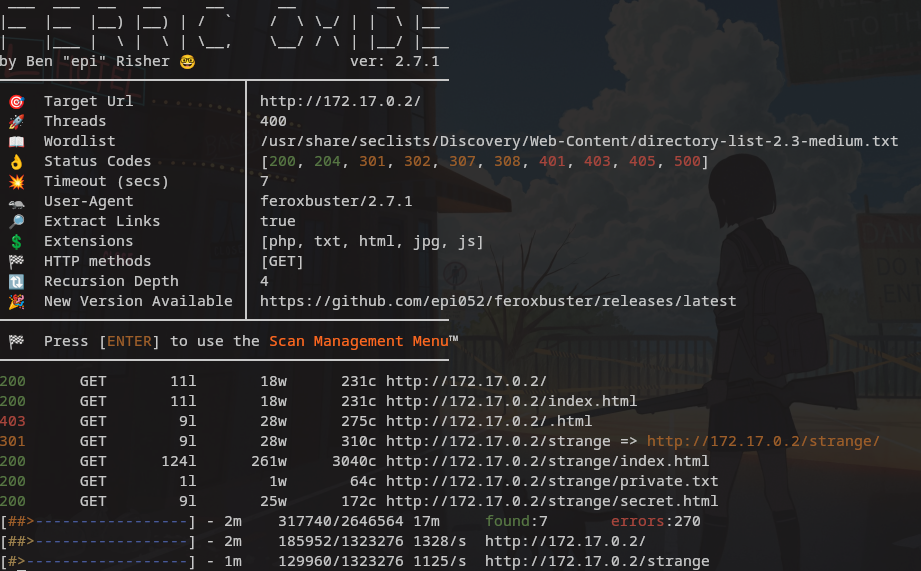 by Ben "epi" Risher 🤓 ver: 2.7.1
🎯 Target Url http://172.17.0.2/
🚀 Threads 400
📖 Wordlist /usr/share/seclists/Discovery/Web-Content/directory-list-2.3-medium.txt
👌 Status Codes [200, 204, 301, 302, 307, 308, 401, 403, 405, 500]
💥 Timeout (secs) 7
🦡 User-Agent feroxbuster/2.7.1
🔎 Extract Links true
💲 Extensions [php, txt, html, jpg, js]
🏁 HTTP methods [GET]
🔃 Recursion Depth 4
🎉 New Version Available https://github.com/epi052/feroxbuster/releases/latest
🏁 Press [ENTER] to use the Scan Management Menu™
200 GET 11l 18w 231c http://172.17.0.2/
200 GET 11l 18w 231c http://172.17.0.2/index.html
403 GET 9l 28w 275c http://172.17.0.2/.html
301 GET 9l 28w 310c http://172.17.0.2/strange => http://172.17.0.2/strange/
200 GET 124l 261w 3040c http://172.17.0.2/strange/index.html
200 GET 1l 1w 64c http://172.17.0.2/strange/private.txt
200 GET 9l 25w 172c http://172.17.0.2/strange/secret.html
[##>-----------------] - 2m 317740/2646564 17m found:7 errors:270
[##>-----------------] - 2m 185952/1323276 1328/s http://172.17.0.2/
[#>------------------] - 1m 129960/1323276 1125/s http://172.17.0.2/strange